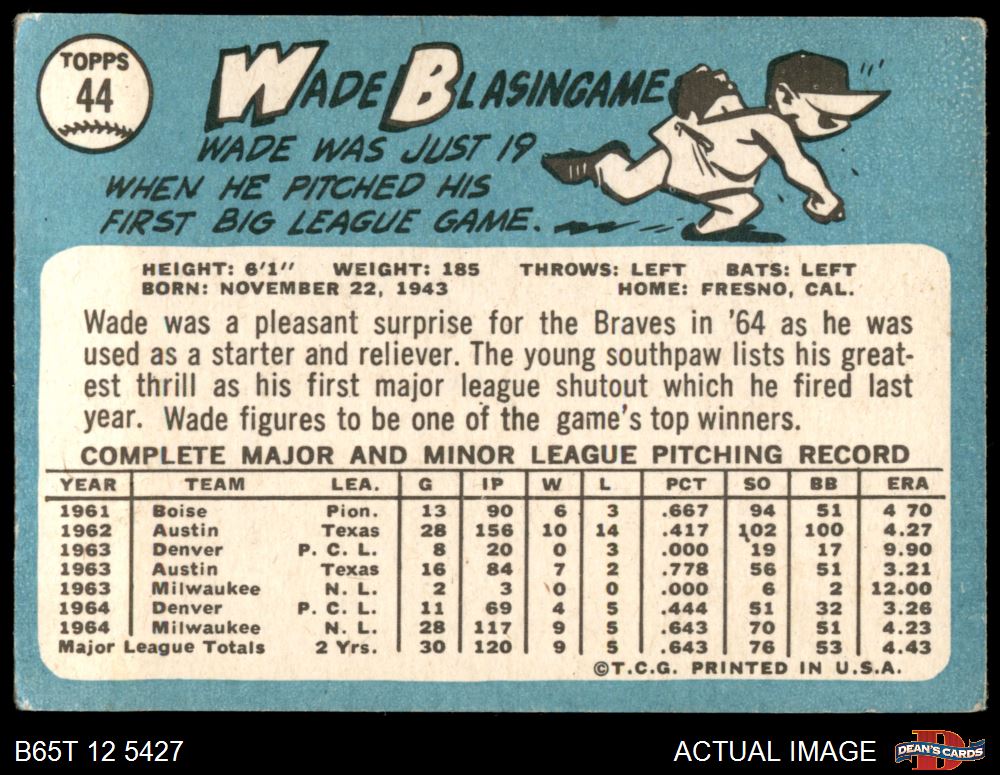 TOPPS
44
WADE BLASINGAME
WADE WAS JUST 19
WHEN HE PITCHED HIS
FIRST BIG LEAGUE GAME.
HEIGHT: 6'1" WEIGHT: 185 THROWS: LEFT BATS: LEFT
BORN: NOVEMBER 22, 1943 HOME: FRESNO, CAL.
Wade was a pleasant surprise for the Braves in '64 as he was
used as a starter and reliever. The young southpaw lists his great-
est thrill as his first major league shutout which he fired last
year. Wade figures to be one of the game's top winners.
COMPLETE MAJOR AND MINOR LEAGUE PITCHING RECORD
YEAR TEAM LEA. G IP W L PCT SO BB ERA
1961 Boise Pion. 13 90 6 3 .667 94 51 4 70
1962 Austin Texas 28 156 10 14 .417 102 100 4.27
1963 Denver P. C. L. 8 20 0 3 .000 19 17 9.90
1963 Austin Texas 16 84 7 2 .778 56 51 3.21
1963 Milwaukee N. L. 2 3 0 0 .000 6 2 12.00
1964 Denver P. C. L. 11 69 4 5 .444 51 32 3.26
1964 Milwaukee N. L. 28 117 9 5 .643 70 51 4.23
Major League Totals 2 Yrs. 30 120 9 5 .643 76 53 4.43
©T.C.G. PRINTED IN U.S.A.
B65T 12 5427 ACTUAL IMAGE
DEAN'S CARDS